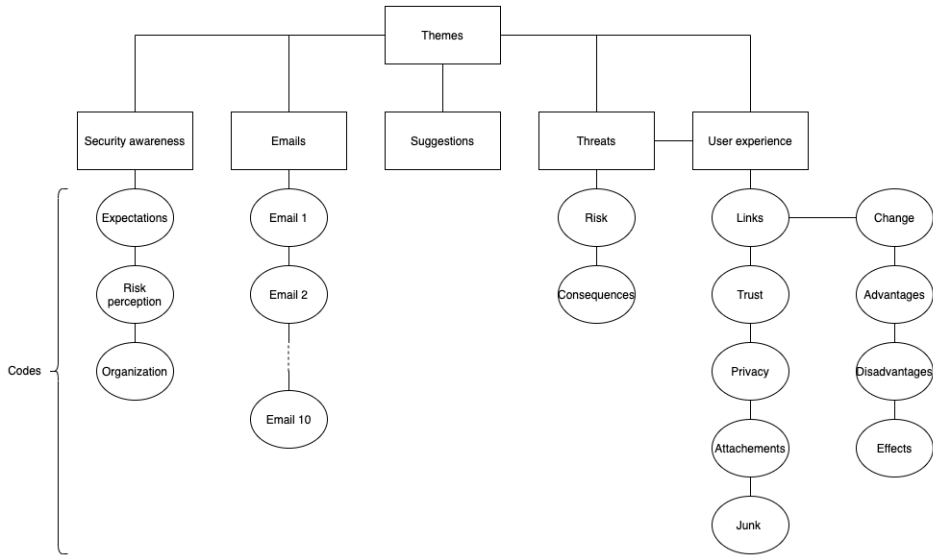 Themes
Security awareness
Emails
Suggestions
Threats
User experience
Expectations
Email 1
Risk
Links
Change
Risk
perception
Email 2
Consequences
Trust
Advantages
Codes
Organization
Privacy
Disadvantages
Email 10
Attachements
Effects
Junk